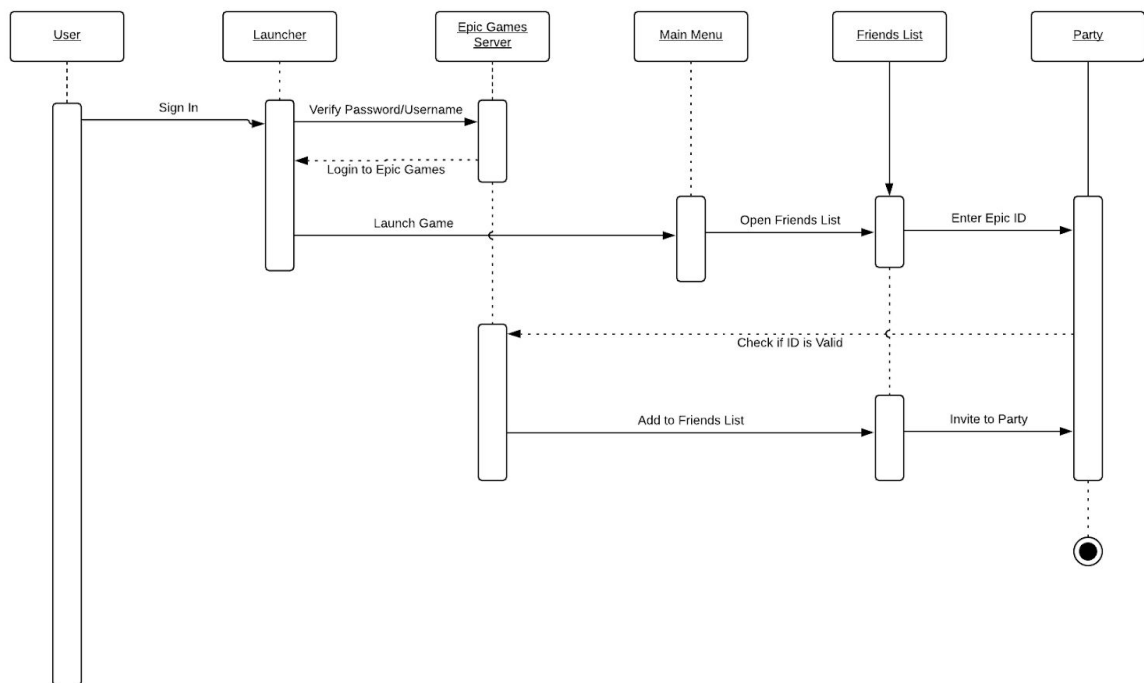 User
Launcher
Epic Games
Server
Main Menu
Friends List
Party
Sign In
Verify Password/Username
Login to Epic Games
Launch Game
Open Friends List
Enter Epic ID
Check if ID is Valid
Add to Friends List
Invite to Party